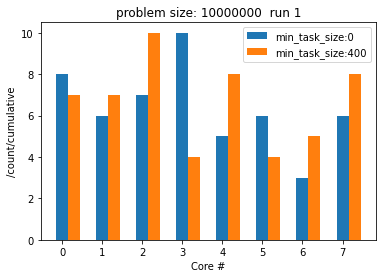 problem size: 10000000  run 1
min_task_size:0
min_task_size:400
/count/cumulative
10
8
6
4
2
0
0 1 2 3 4 5 6 7
Core #